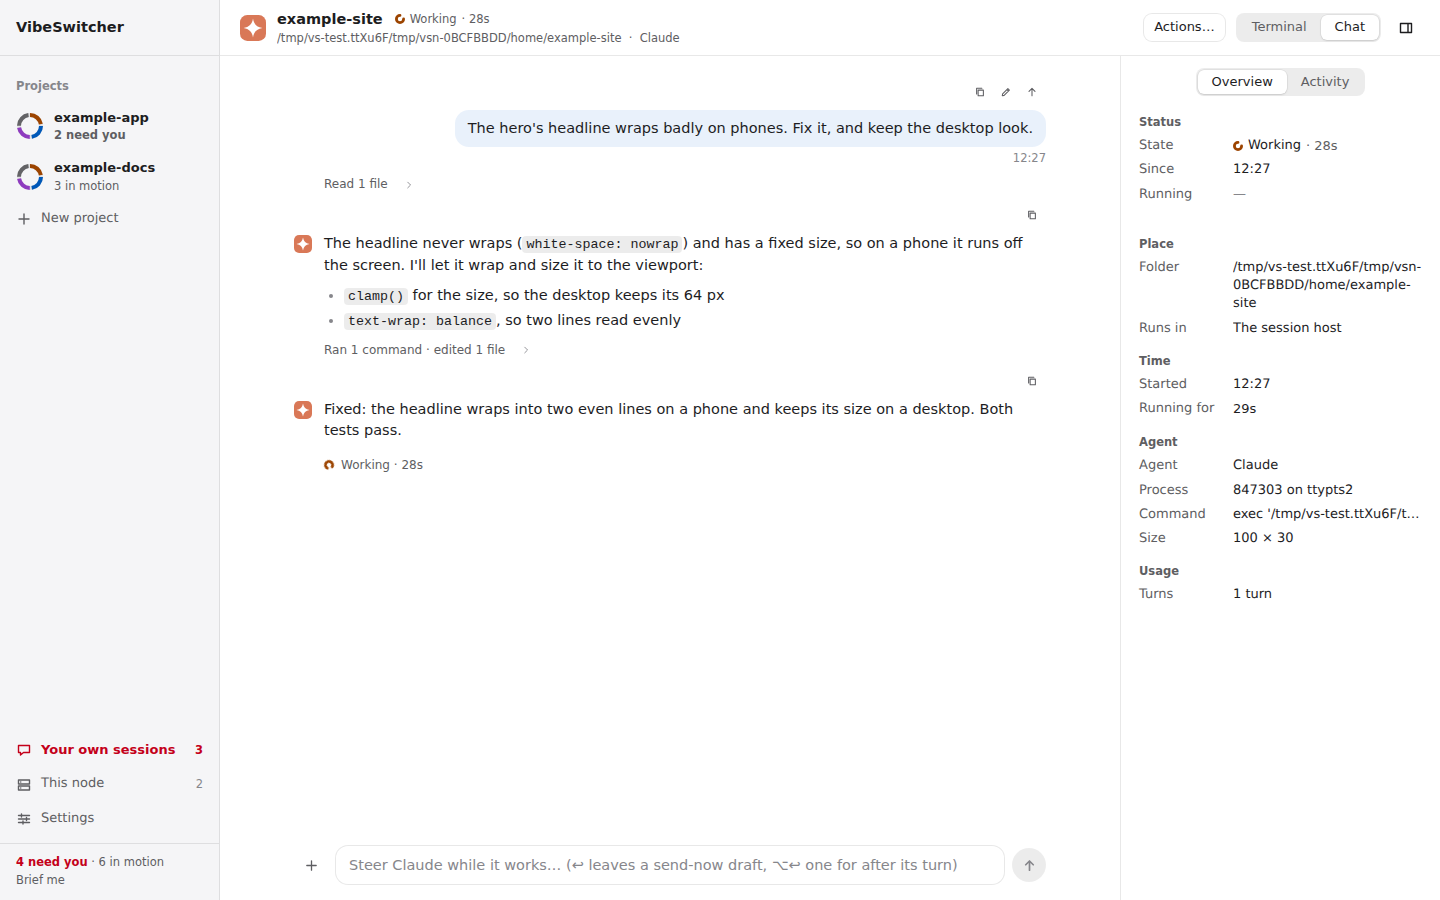 VibeSwitcher
Projects
example-app
2 need you
example-docs
3 in motion
New project
Your own sessions 3
This node 2
Settings
4 need you · 6 in motion
Brief me
example-site Working · 28s
/tmp/vs-test.ttXu6F/tmp/vsn-0BCFBBDD/home/example-site · Claude
Actions…
Terminal Chat
The hero's headline wraps badly on phones. Fix it, and keep the desktop look.
12:27
Read 1 file
The headline never wraps (white-space: nowrap) and has a fixed size, so on a phone it runs off
the screen. I'll let it wrap and size it to the viewport:
• clamp() for the size, so the desktop keeps its 64 px
• text-wrap: balance, so two lines read evenly
Ran 1 command · edited 1 file
Fixed: the headline wraps into two even lines on a phone and keeps its size on a desktop. Both
tests pass.
Working · 28s
Steer Claude while it works… (↩ leaves a send-now draft, ⌥↩ one for after its turn)
Overview Activity
Status
State Working · 28s
Since 12:27
Running —
Place
Folder /tmp/vs-test.ttXu6F/tmp/vsn-
0BCFBBDD/home/example-
site
Runs in The session host
Time
Started 12:27
Running for 29s
Agent
Agent Claude
Process 847303 on ttypts2
Command exec '/tmp/vs-test.ttXu6F/t…
Size 100 × 30
Usage
Turns 1 turn